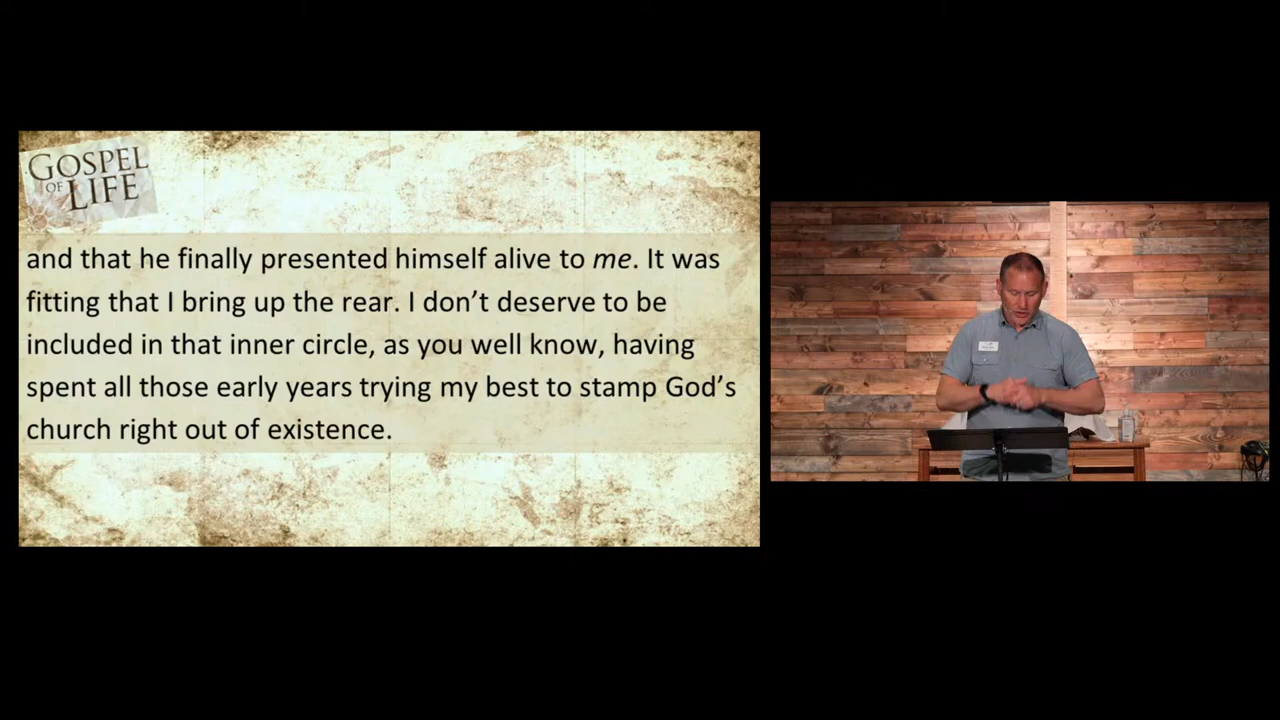 GOSPEL
OF LIFE
and that he finally presented himself alive to me. It was
fitting that I bring up the rear. I don’t deserve to be
included in that inner circle, as you well know, having
spent all those early years trying my best to stamp God’s
church right out of existence.